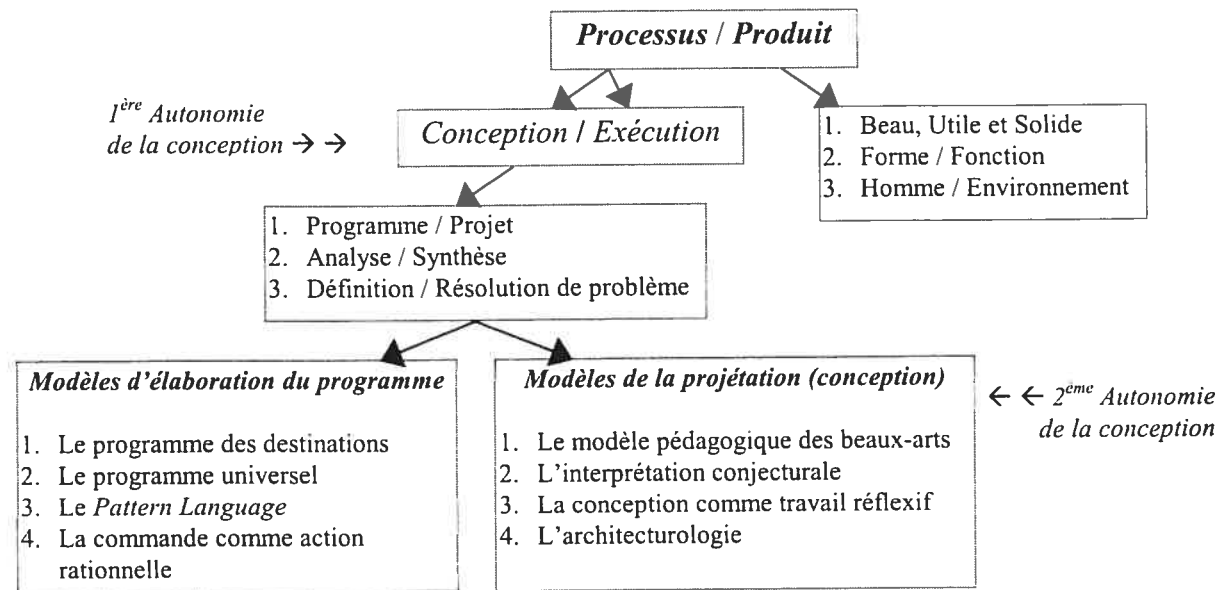 Processus / Produit
1ère Autonomie
de la conception → →
Conception / Exécution
1. Beau, Utile et Solide
2. Forme / Fonction
3. Homme / Environnement
1. Programme / Projet
2. Analyse / Synthèse
3. Définition / Résolution de problème
Modèles d'élaboration du programme
1. Le programme des destinations
2. Le programme universel
3. Le Pattern Language
4. La commande comme action
rationnelle
Modèles de la projétation (conception)
1. Le modèle pédagogique des beaux-arts
2. L'interprétation conjecturale
3. La conception comme travail réflexif
4. L'architecturologie
← ← 2ème Autonomie
de la conception